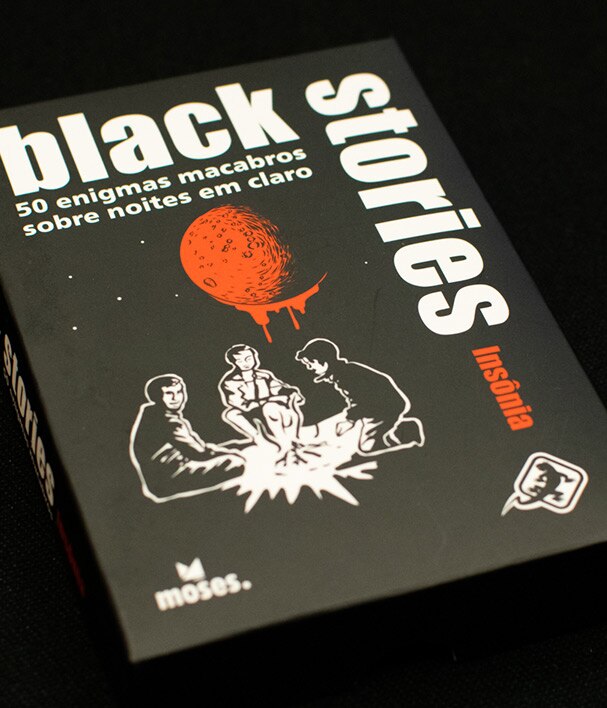 black
stories
50 enigmas macabros
sobre noites em claro
Insônia
moses.
stories